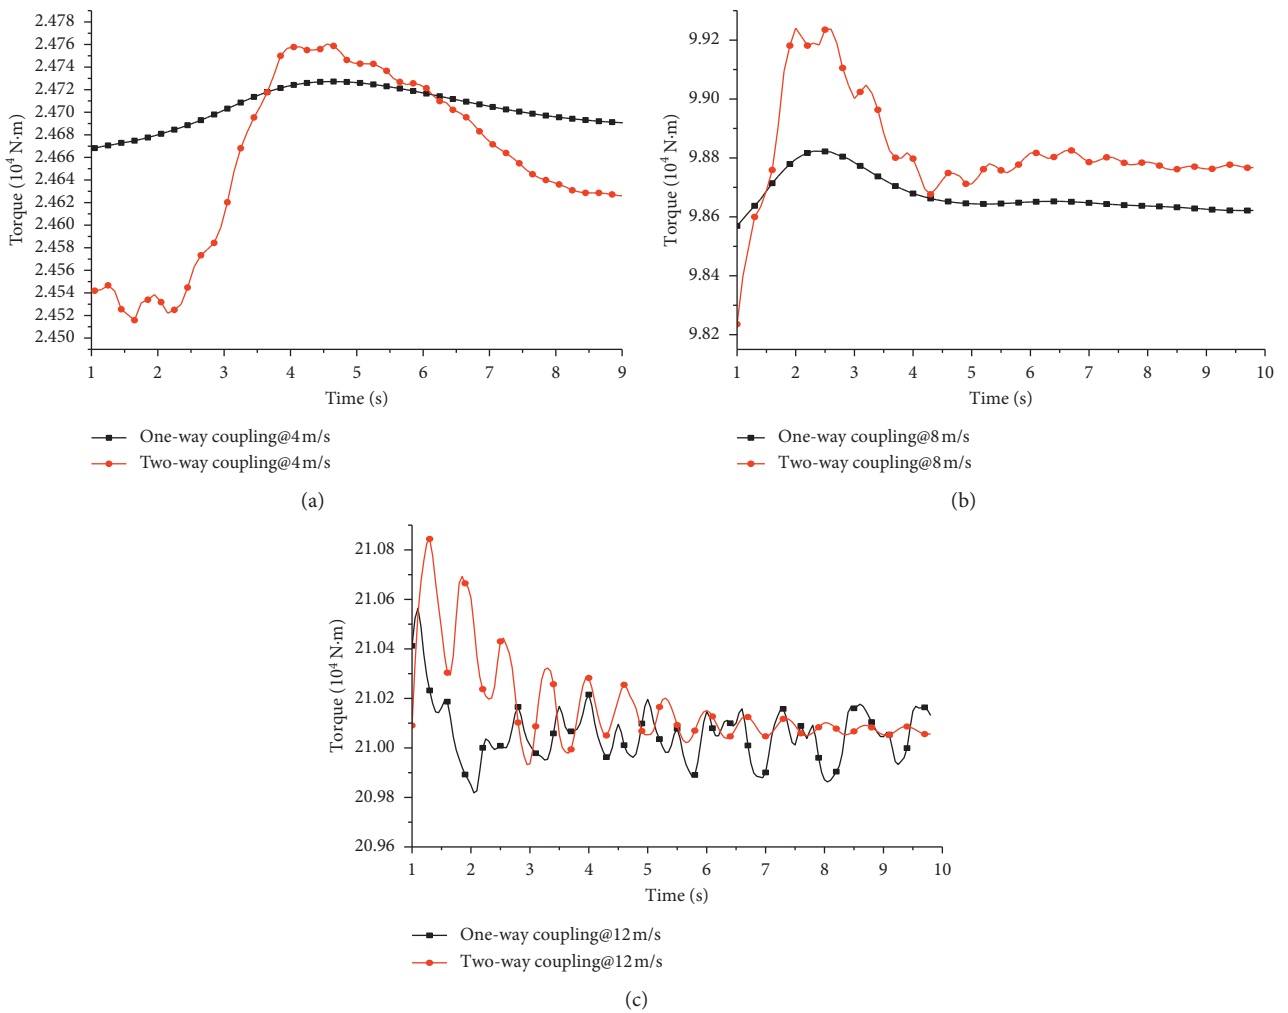 2.478
2.476
2.474
2.472
2.470
2.468
2.466
2.464
2.462
2.460
2.458
2.456
2.454
2.452
2.450
Torque (10⁴ N·m)
1 2 3 4 5 6 7 8 9
Time (s)
One-way coupling@4 m/s
Two-way coupling@4 m/s
(a)
9.92
9.90
9.88
9.86
9.84
9.82
Torque (10⁴ N·m)
1 2 3 4 5 6 7 8 9 10
Time (s)
One-way coupling@8 m/s
Two-way coupling@8 m/s
(b)
21.08
21.06
21.04
21.02
21.00
20.98
20.96
Torque (10⁴ N·m)
1 2 3 4 5 6 7 8 9 10
Time (s)
One-way coupling@12 m/s
Two-way coupling@12 m/s
(c)